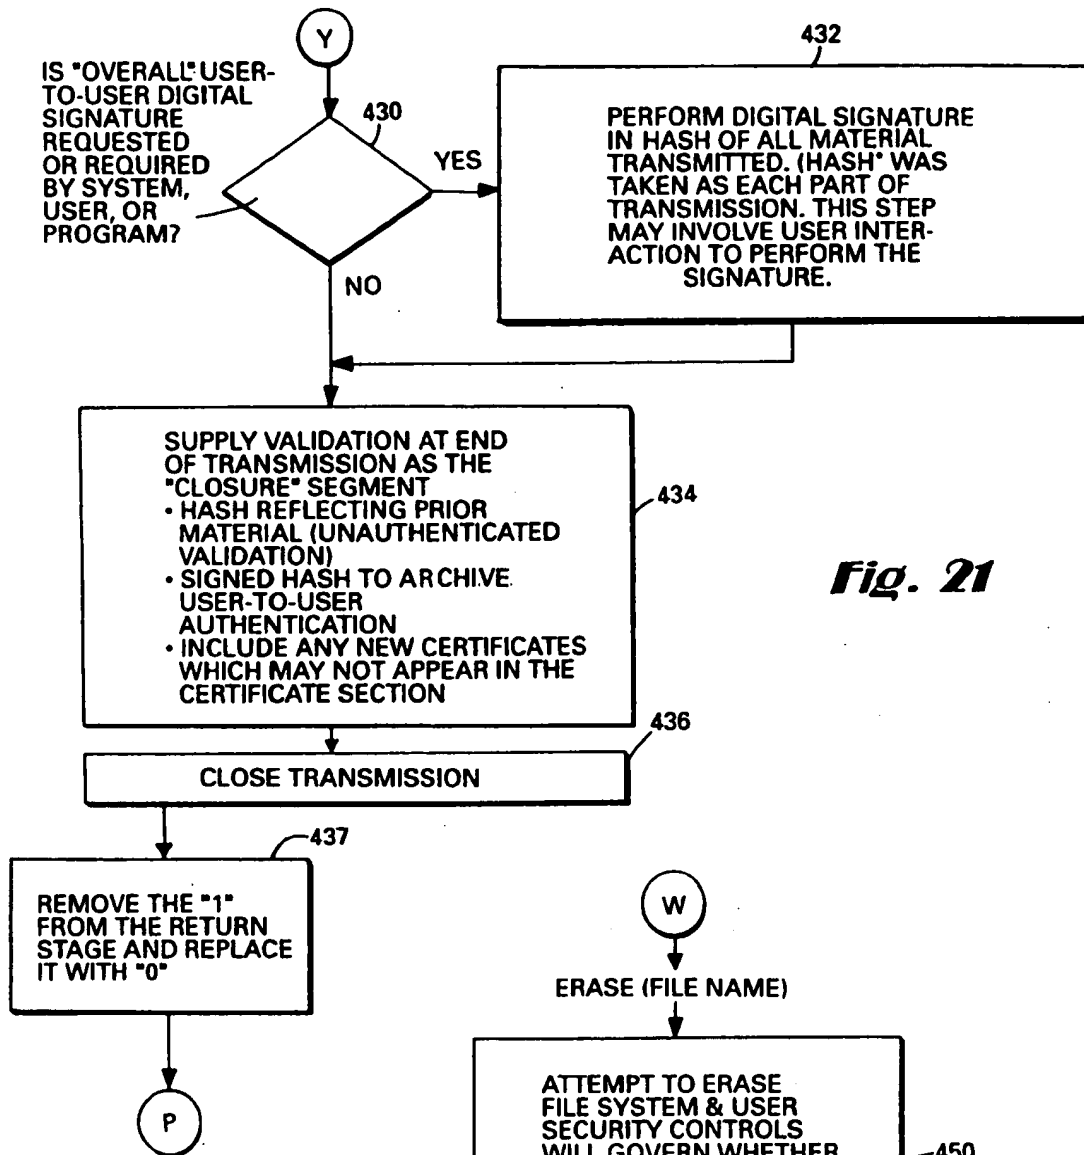 Y
432
IS "OVERALL" USER-
TO-USER DIGITAL
SIGNATURE
REQUESTED
OR REQUIRED
BY SYSTEM,
USER, OR
PROGRAM?
430
YES
NO
PERFORM DIGITAL SIGNATURE
IN HASH OF ALL MATERIAL
TRANSMITTED. (HASH" WAS
TAKEN AS EACH PART OF
TRANSMISSION. THIS STEP
MAY INVOLVE USER INTER-
ACTION TO PERFORM THE
SIGNATURE.
SUPPLY VALIDATION AT END
OF TRANSMISSION AS THE
"CLOSURE" SEGMENT
• HASH REFLECTING PRIOR
MATERIAL (UNAUTHENTICATED
VALIDATION)
• SIGNED HASH TO ARCHIVE
USER-TO-USER
AUTHENTICATION
• INCLUDE ANY NEW CERTIFICATES
WHICH MAY NOT APPEAR IN THE
CERTIFICATE SECTION
434
Fig. 21
436
CLOSE TRANSMISSION
437
REMOVE THE "1"
FROM THE RETURN
STAGE AND REPLACE
IT WITH "0"
P
W
ERASE (FILE NAME)
ATTEMPT TO ERASE
FILE SYSTEM & USER
SECURITY CONTROLS
WILL GOVERN WHETHER
450